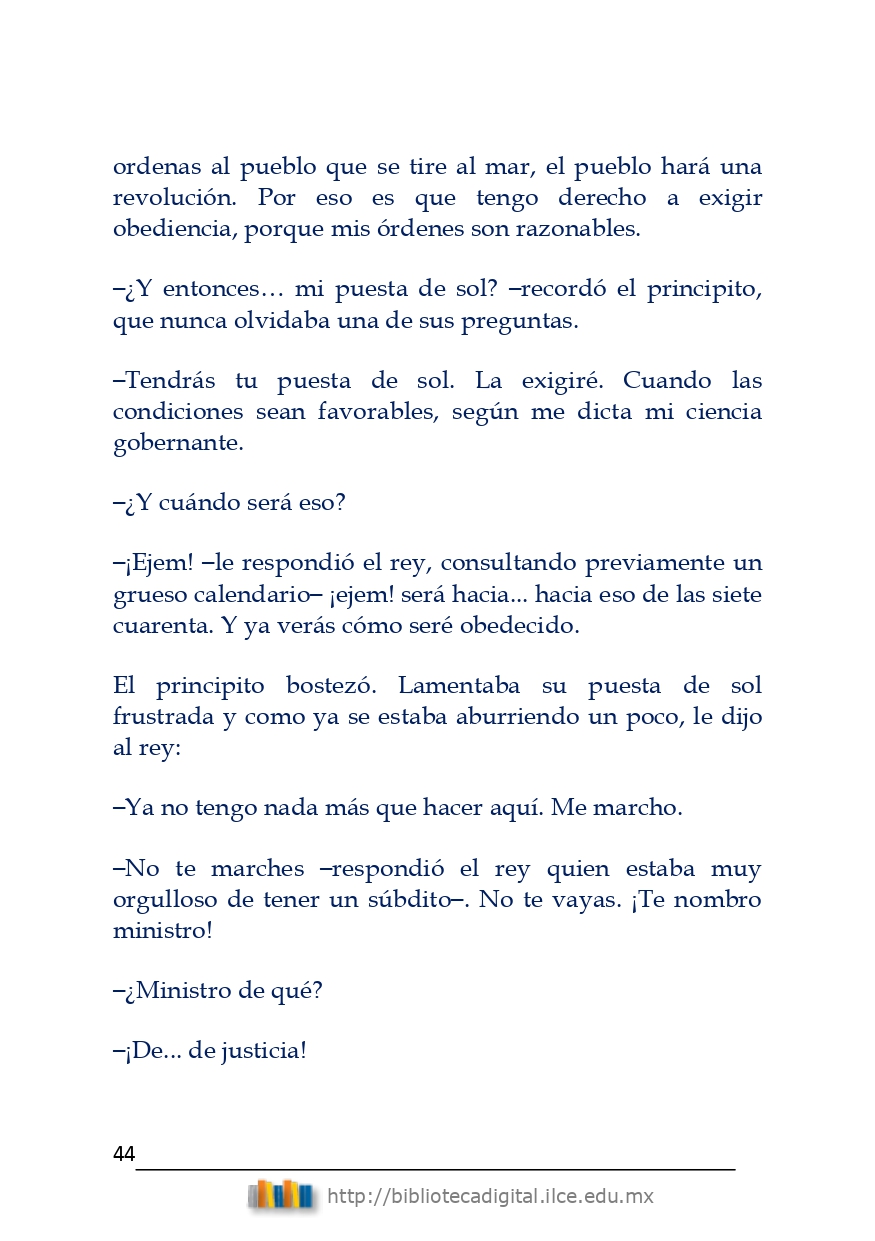 ordenas al pueblo que se tire al mar, el pueblo hará una
revolución. Por eso es que tengo derecho a exigir
obediencia, porque mis órdenes son razonables.
–¿Y entonces… mi puesta de sol? –recordó el principito,
que nunca olvidaba una de sus preguntas.
–Tendrás tu puesta de sol. La exigiré. Cuando las
condiciones sean favorables, según me dicta mi ciencia
gobernante.
–¿Y cuándo será eso?
–¡Ejem! –le respondió el rey, consultando previamente un
grueso calendario– ¡ejem! será hacia... hacia eso de las siete
cuarenta. Y ya verás cómo seré obedecido.
El principito bostezó. Lamentaba su puesta de sol
frustrada y como ya se estaba aburriendo un poco, le dijo
al rey:
–Ya no tengo nada más que hacer aquí. Me marcho.
–No te marches –respondió el rey quien estaba muy
orgulloso de tener un súbdito–. No te vayas. ¡Te nombro
ministro!
–¿Ministro de qué?
–¡De... de justicia!
44
http://bibliotecadigital.ilce.edu.mx